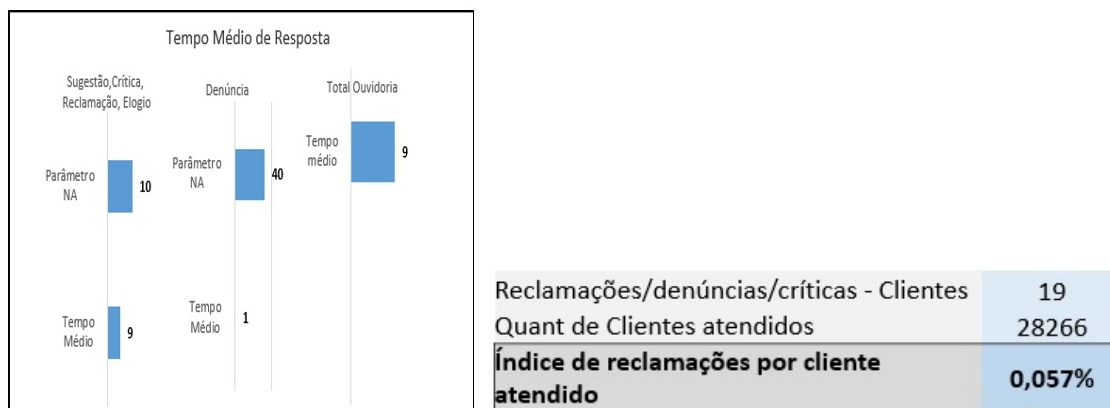 Tempo Médio de Resposta
Sugestão,Crítica,
Reclamação, Elogio
Parâmetro
NA
10
Tempo
Médio
9
Denúncia
Parâmetro
NA
40
Tempo
Médio
1
Total Ouvidoria
Tempo
médio
9
Reclamações/denúncias/críticas - Clientes 19
Quant de Clientes atendidos 28266
Índice de reclamações por cliente
atendido
0,057%